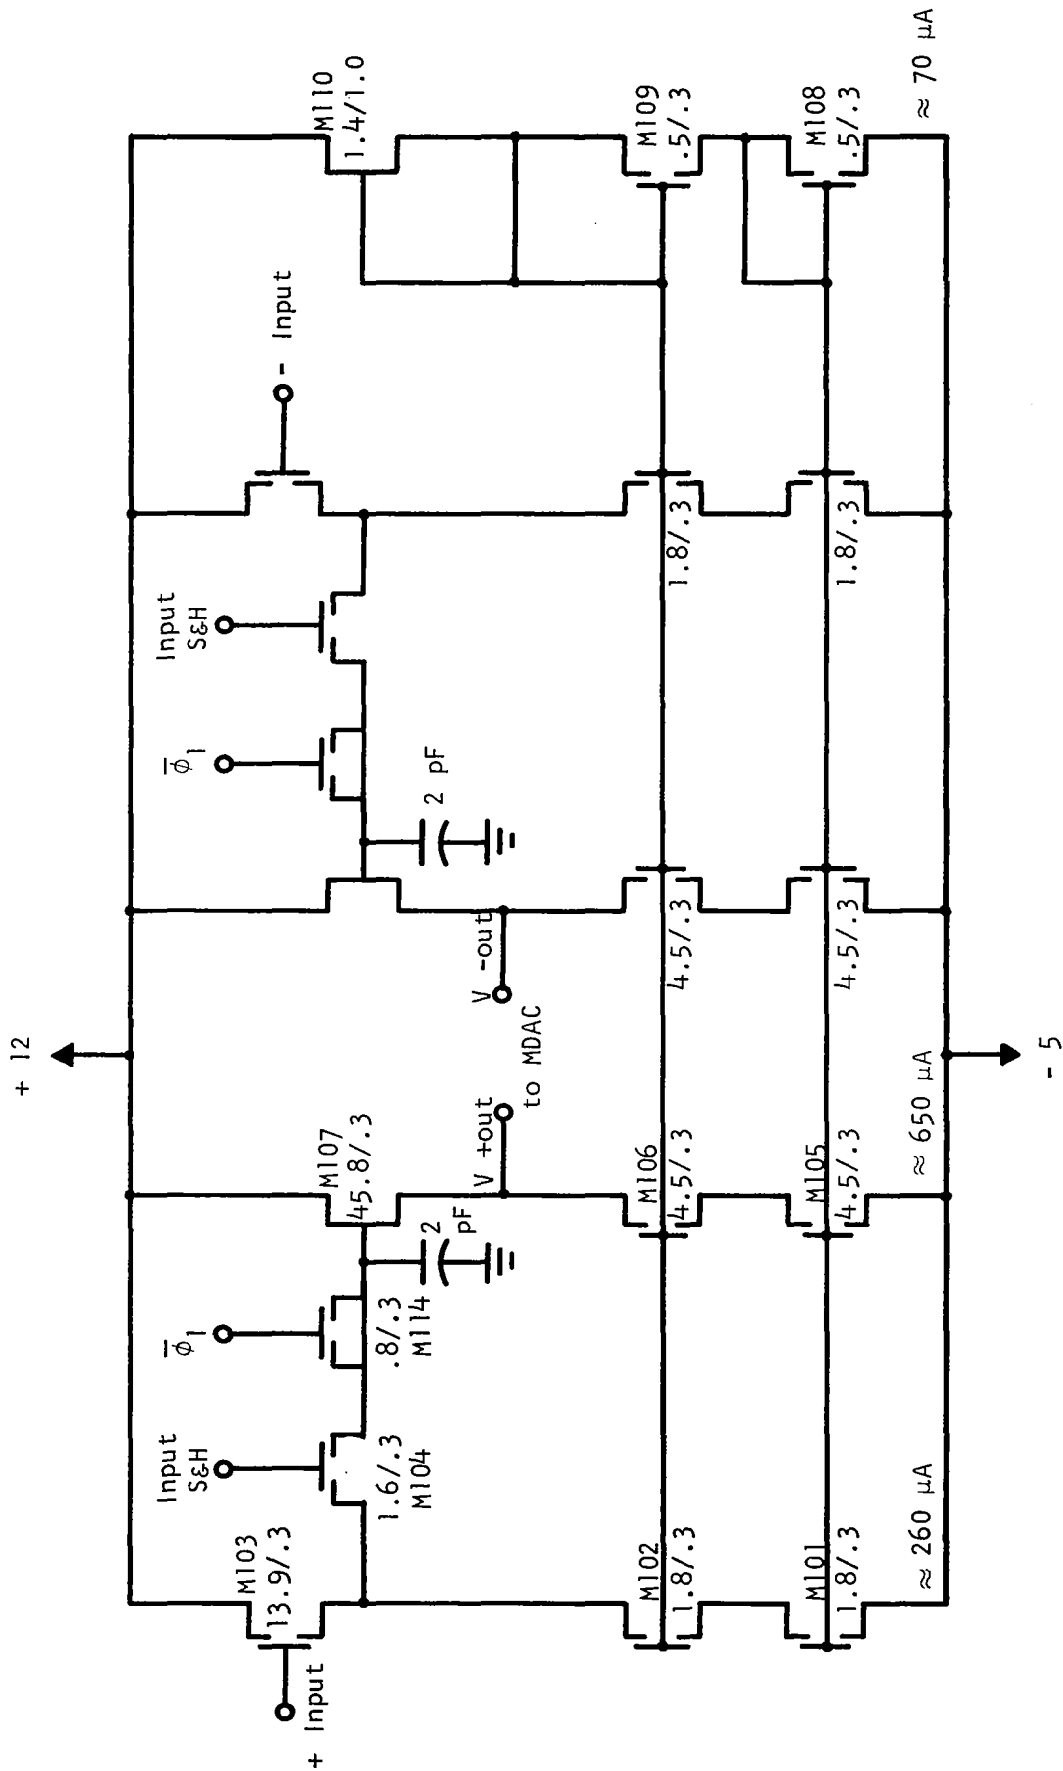 + 12
M103
13.9/.3
+ Input
Input
S&H
1.6/.3
M104
φ̅1
.8/.3
M114
2
pF
M107
45.8/.3
V +out
to MDAC
V -out
2 pF
φ̅1
Input
S&H
- Input
M110
1.4/1.0
M102
1.8/.3
M106
4.5/.3
4.5/.3
1.8/.3
M109
.5/.3
M101
1.8/.3
M105
4.5/.3
4.5/.3
1.8/.3
M108
.5/.3
≈ 260 μA
≈ 650 μA
≈ 70 μA
- 5